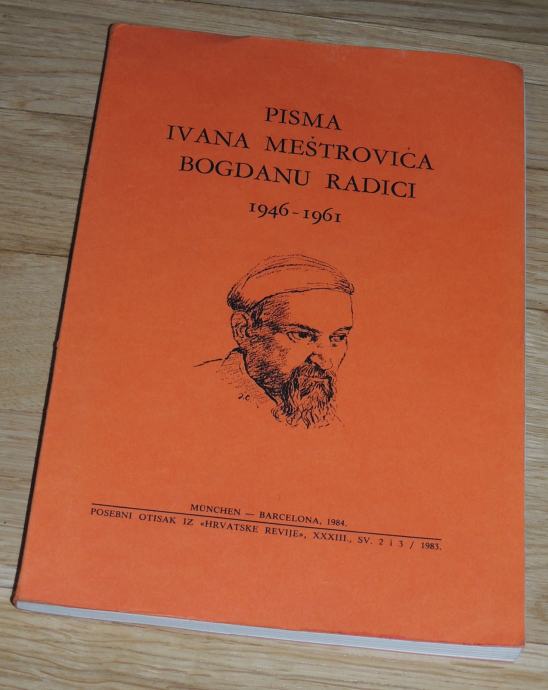 PISMA
IVANA MEŠTROVIĆA
BOGDANU RADICI
1946-1961
J.C.
MÜNCHEN — BARCELONA, 1984.
POSEBNI OTISAK IZ «HRVATSKE REVIJE», XXXIII., SV. 2 i 3 / 1983.